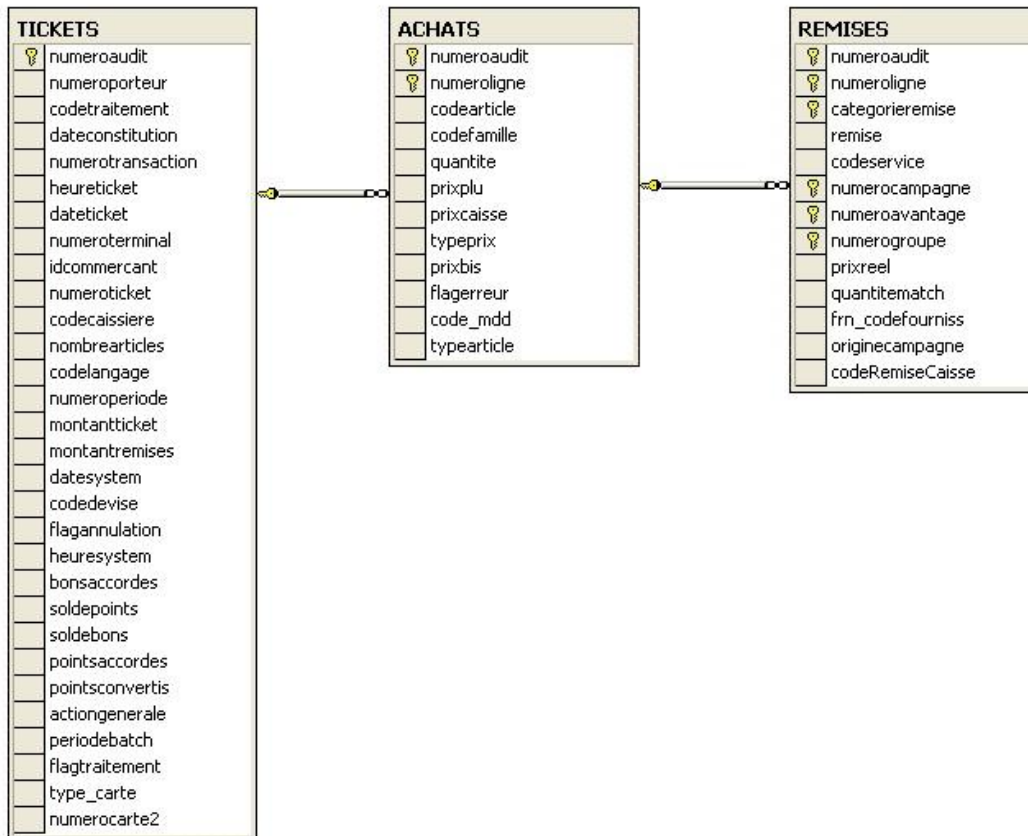 TICKETS
numeroaudit
numeroporteur
codetraitement
dateconstitution
numerotransaction
heureticket
dateticket
numeroterminal
idcommercant
numeroticket
codecaissiere
nombrearticles
codelangage
numeroperiode
montantticket
montantremises
datesystem
codedevise
flagannulation
heuresystem
bonsaccordes
soldepoints
soldebons
pointsaccordes
pointsconvertis
actiongenerale
periodebatch
flagtraitement
type_carte
numerocarte2
ACHATS
numeroaudit
numeroligne
codearticle
codefamille
quantite
prixplu
prixcaisse
typeprix
prixbis
flagerreur
code_mdd
typearticle
REMISES
numeroaudit
numeroligne
categorieremise
remise
codeservice
numerocampagne
numeroavantage
numerogroupe
prixreel
quantitematch
frn_codefourniss
originecampagne
codeRemiseCaisse